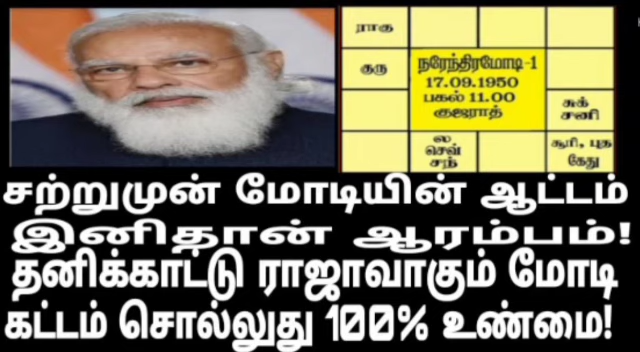 ராகு
குரு
நரேந்திரமோடி-1
17.09.1950
பகல் 11.00
குஜராத்
சுக்
சனி
ல
செவ்
சந்
சூரி, புத
கேது
சற்றுமுன் மோடியின் ஆட்டம்
இனிதான் ஆரம்பம்!
தனிக்காட்டு ராஜாவாகும் மோடி
கட்டம் சொல்லுது 100% உண்மை!